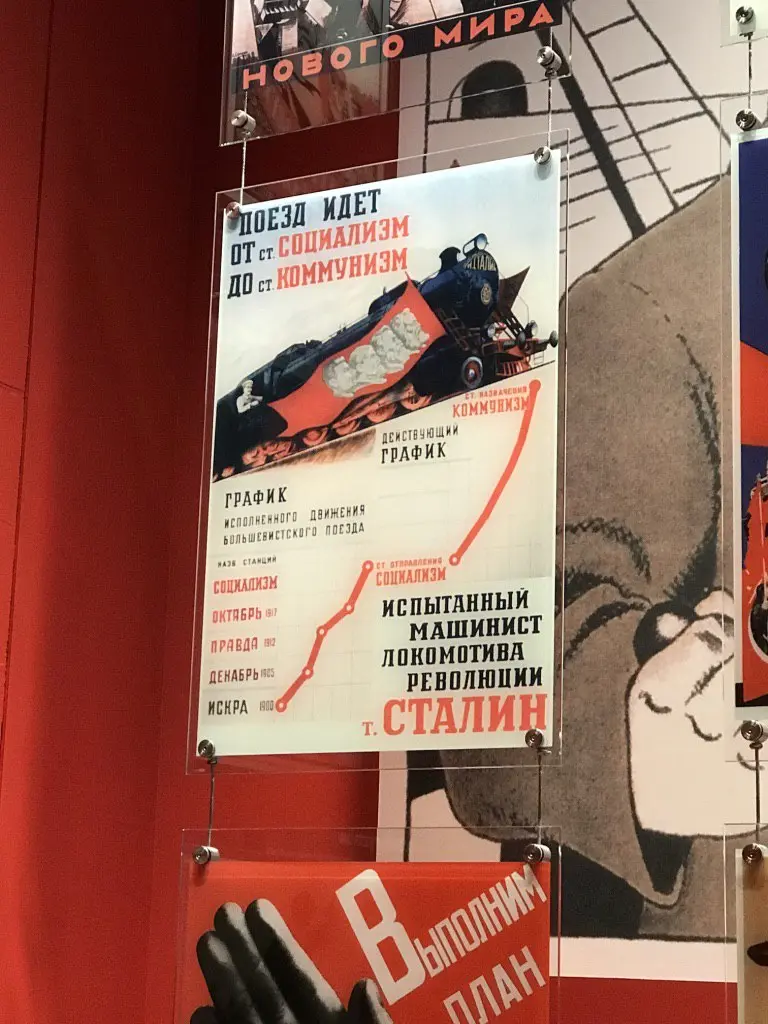 НОВОГО МИРА
ПОЕЗД ИДЕТ
ОТ СТ. СОЦИАЛИЗМ
ДО СТ. КОММУНИЗМ
СТ. НАЗНАЧЕНИЯ
КОММУНИЗМ
ДЕЙСТВУЮЩИЙ
ГРАФИК
ГРАФИК
ИСПОЛНЕННОГО ДВИЖЕНИЯ
БОЛЬШЕВИСТСКОГО ПОЕЗДА
НАЗВ. СТАНЦИЙ
СТ. ОТПРАВЛЕНИЯ
СОЦИАЛИЗМ
СОЦИАЛИЗМ
ОКТЯБРЬ 1917
ПРАВДА 1912
ДЕКАБРЬ 1905
ИСКРА 1900
ИСПЫТАННЫЙ
МАШИНИСТ
ЛОКОМОТИВА
РЕВОЛЮЦИИ
Т. СТАЛИН
ВЫПОЛНИМ
ПЛАН